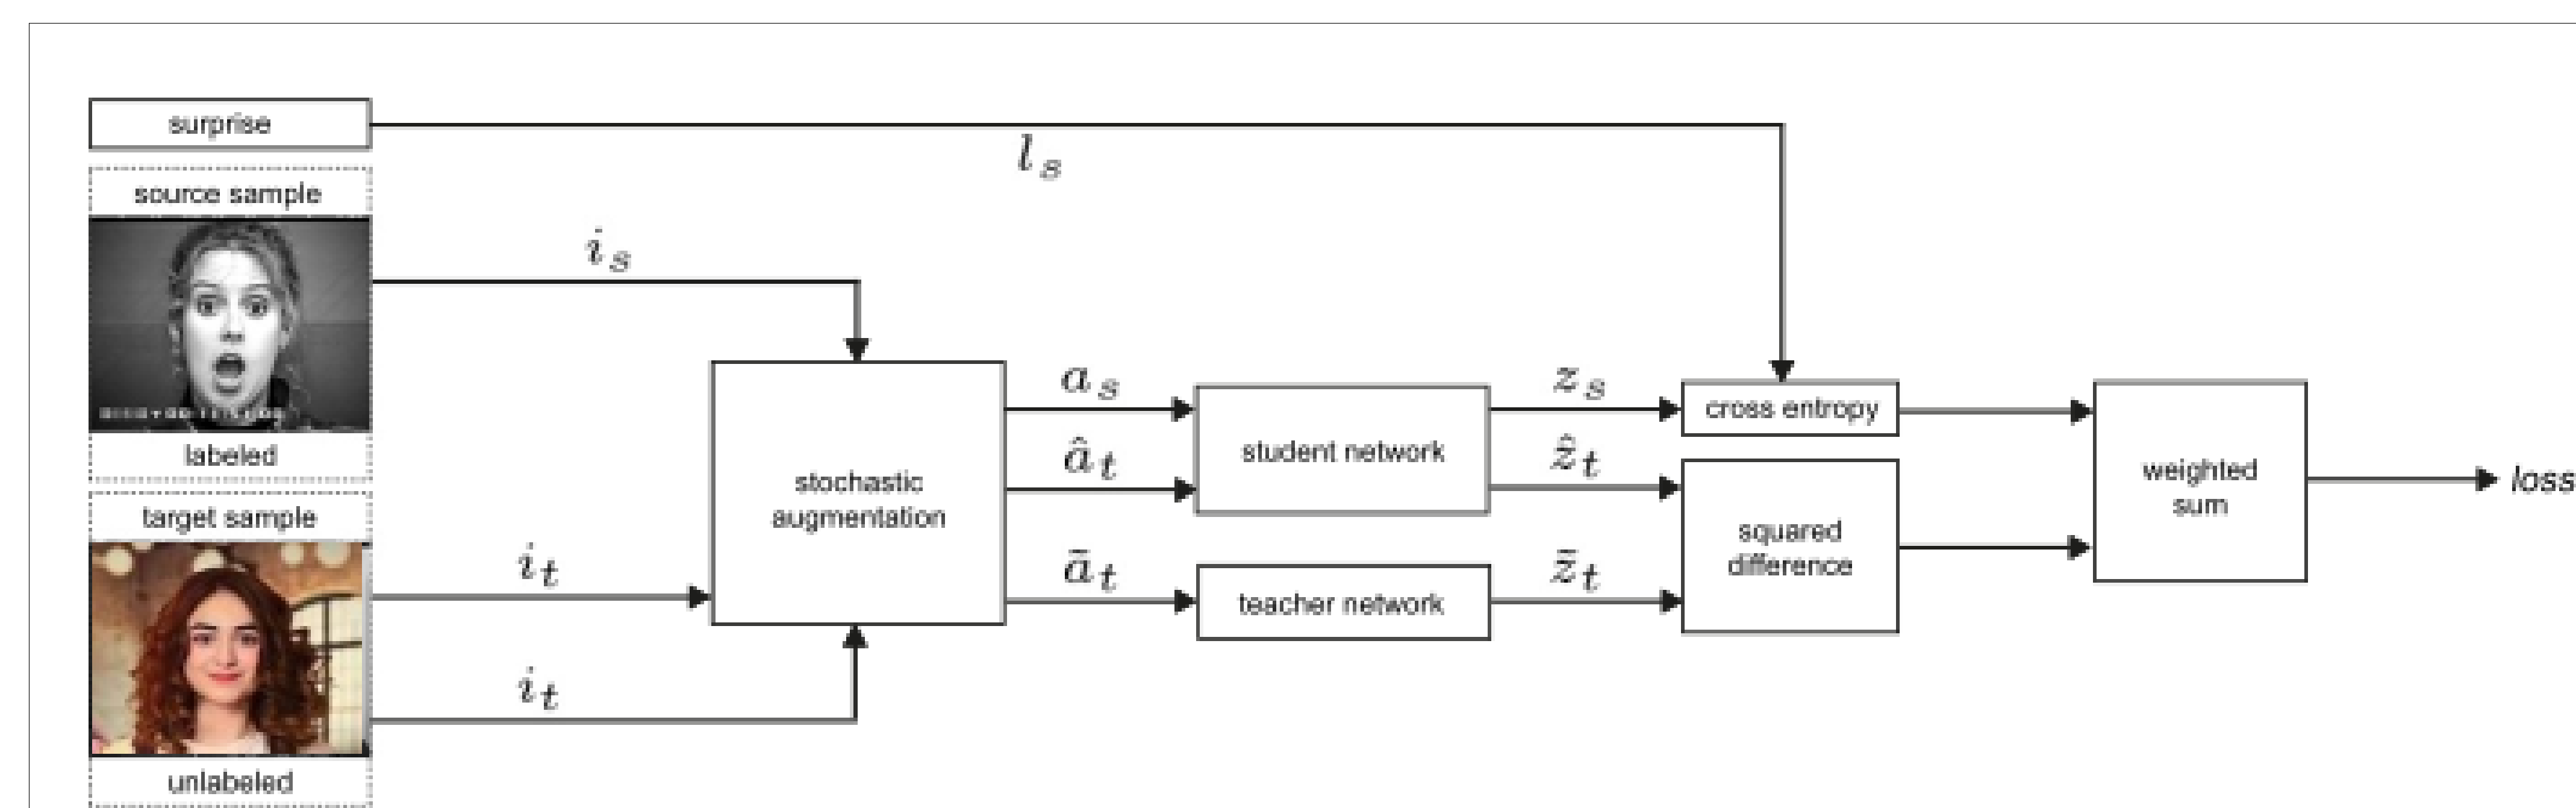 surprise
l_s
source sample
i_s
labeled
target sample
i_t
i_t
unlabeled
stochastic
augmentation
a_s
â_t
ā_t
student network
teacher network
z_s
ẑ_t
z̄_t
cross entropy
squared
difference
weighted
sum
loss